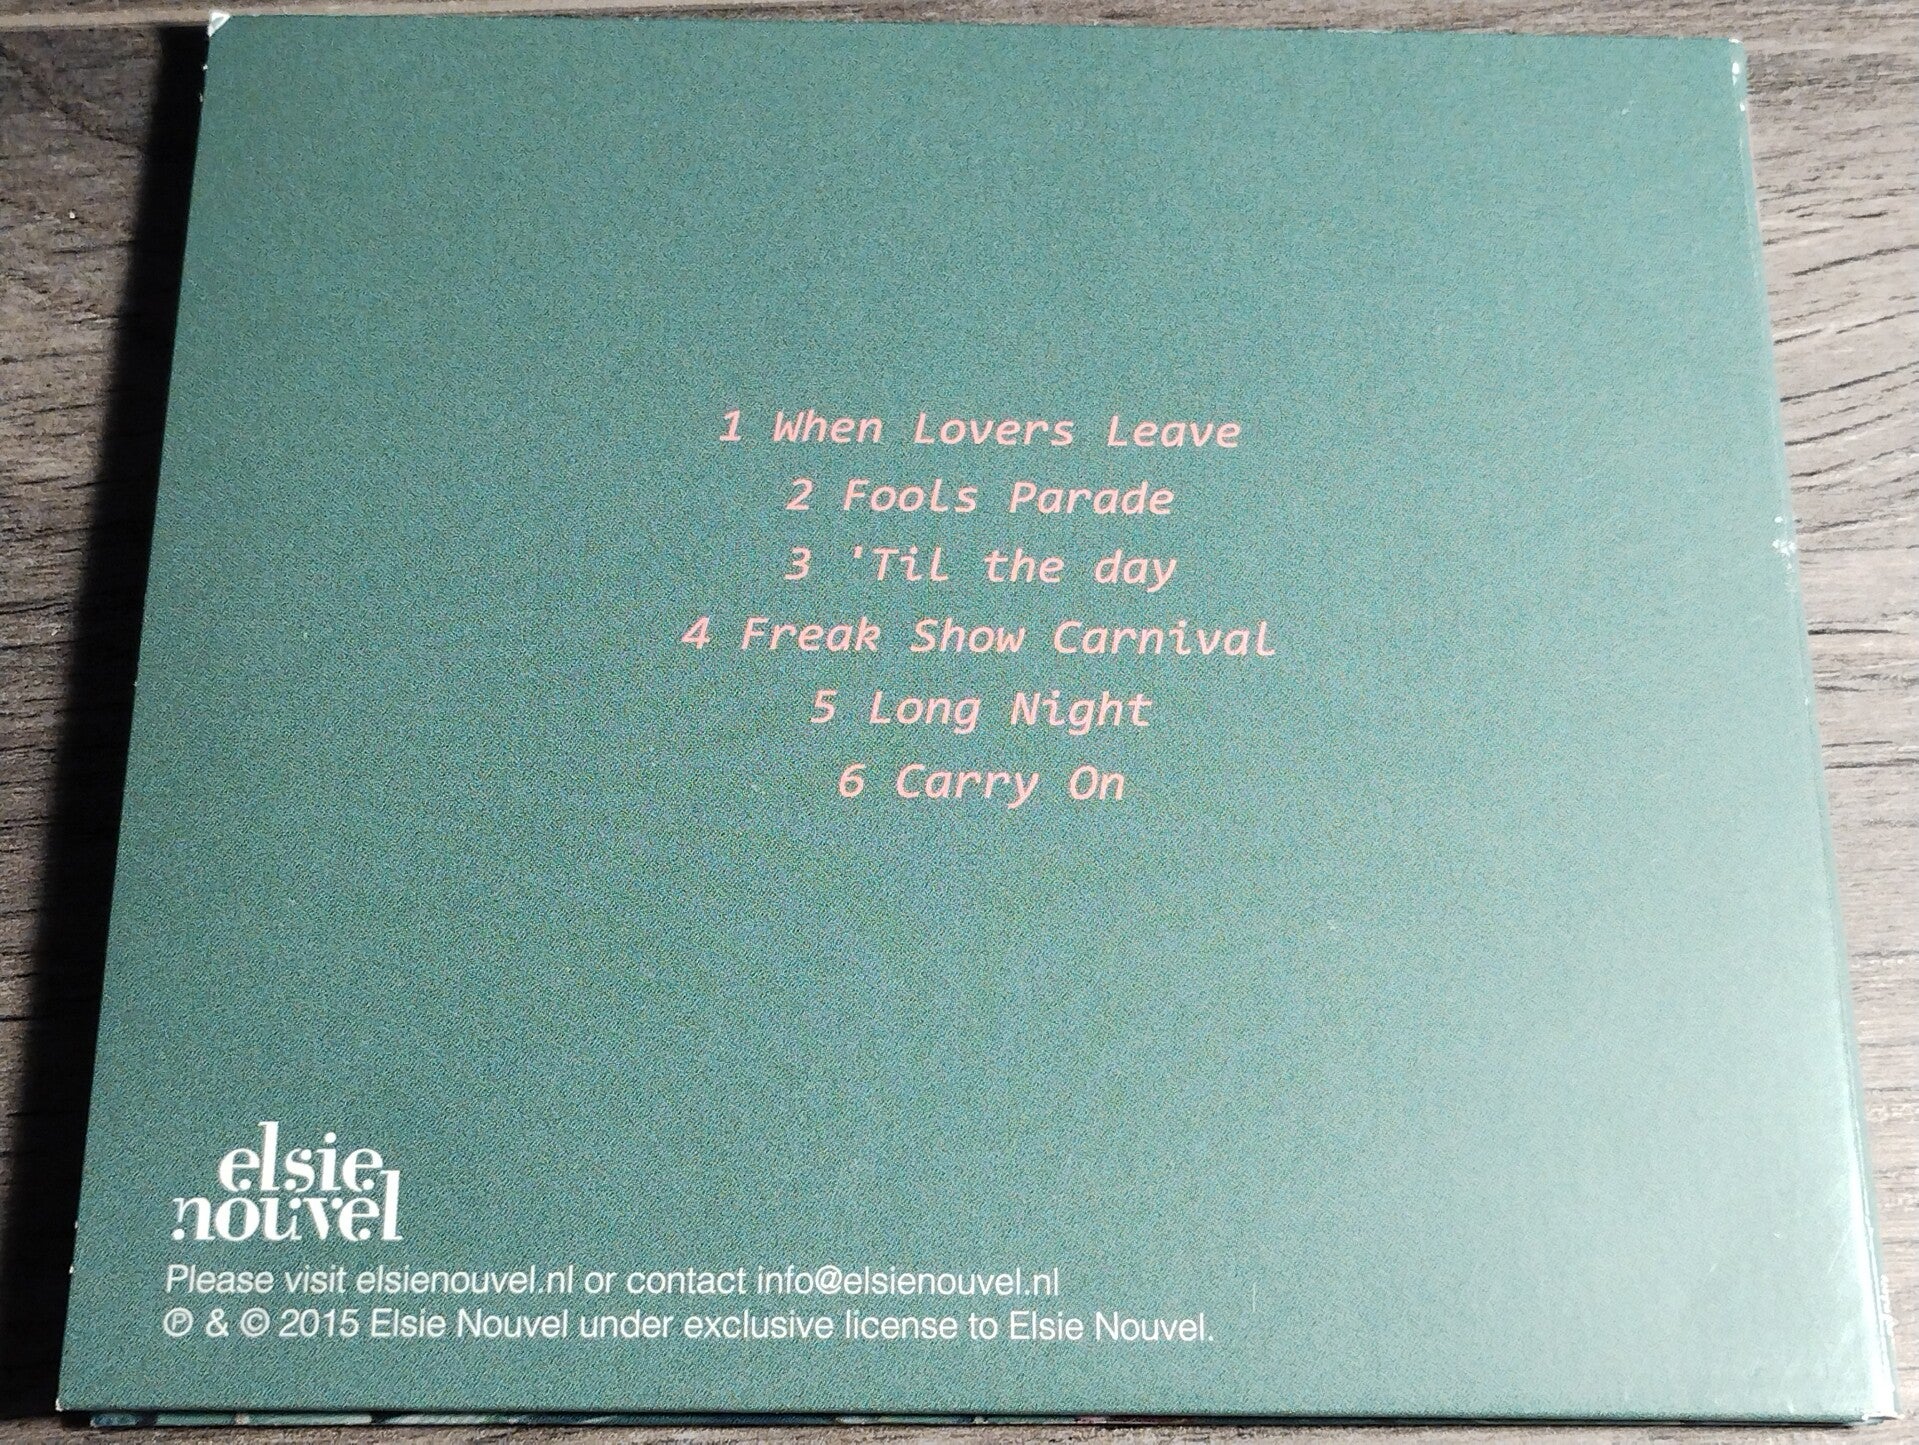 1 When Lovers Leave
2 Fools Parade
3 'Til the day
4 Freak Show Carnival
5 Long Night
6 Carry On
elsie
nouvel
Please visit elsienouvel.nl or contact info@elsienouvel.nl
℗ & © 2015 Elsie Nouvel under exclusive license to Elsie Nouvel.